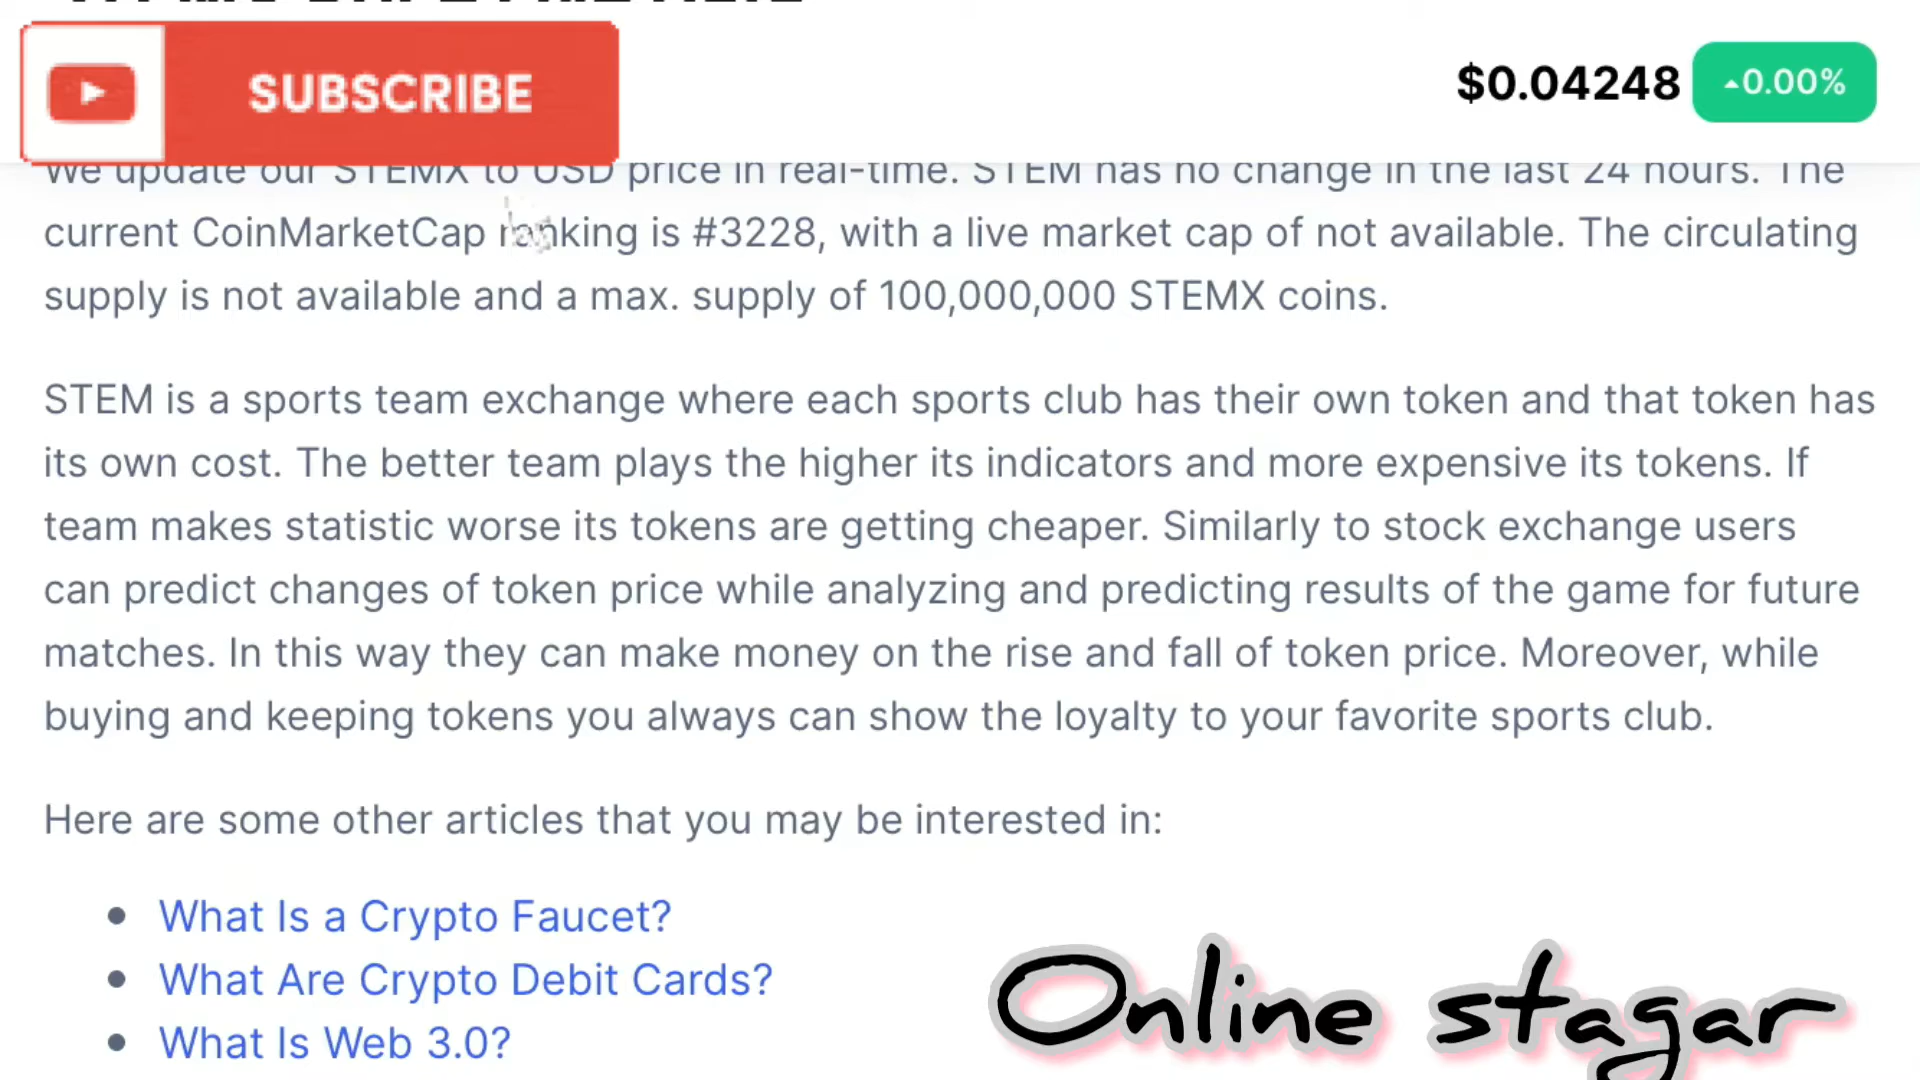 SUBSCRIBE
$0.04248 0.00%
We update our STEMX to USD price in real-time. STEM has no change in the last 24 hours. The
current CoinMarketCap ranking is #3228, with a live market cap of not available. The circulating
supply is not available and a max. supply of 100,000,000 STEMX coins.
STEM is a sports team exchange where each sports club has their own token and that token has
its own cost. The better team plays the higher its indicators and more expensive its tokens. If
team makes statistic worse its tokens are getting cheaper. Similarly to stock exchange users
can predict changes of token price while analyzing and predicting results of the game for future
matches. In this way they can make money on the rise and fall of token price. Moreover, while
buying and keeping tokens you always can show the loyalty to your favorite sports club.
Here are some other articles that you may be interested in:
What Is a Crypto Faucet?
What Are Crypto Debit Cards?
What Is Web 3.0?
Online stagar